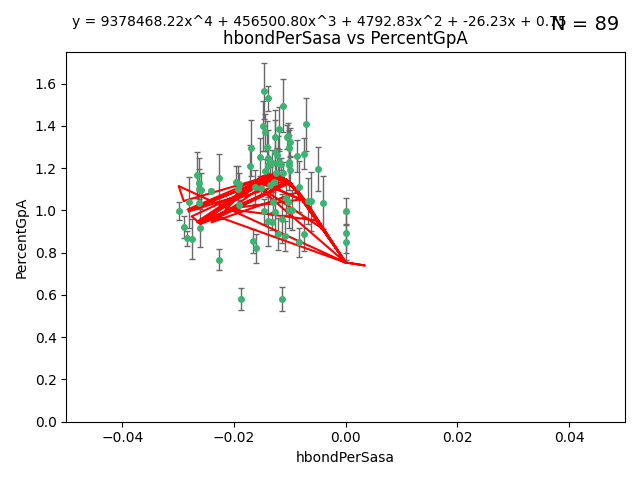 y = 9378468.22x^4 + 456500.80x^3 + 4792.83x^2 + -26.23x + 0.75
N = 89
hbondPerSasa vs PercentGpA
PercentGpA
1.6
1.4
1.2
1.0
0.8
0.6
0.4
0.2
0.0
−0.04 −0.02 0.00 0.02 0.04
hbondPerSasa